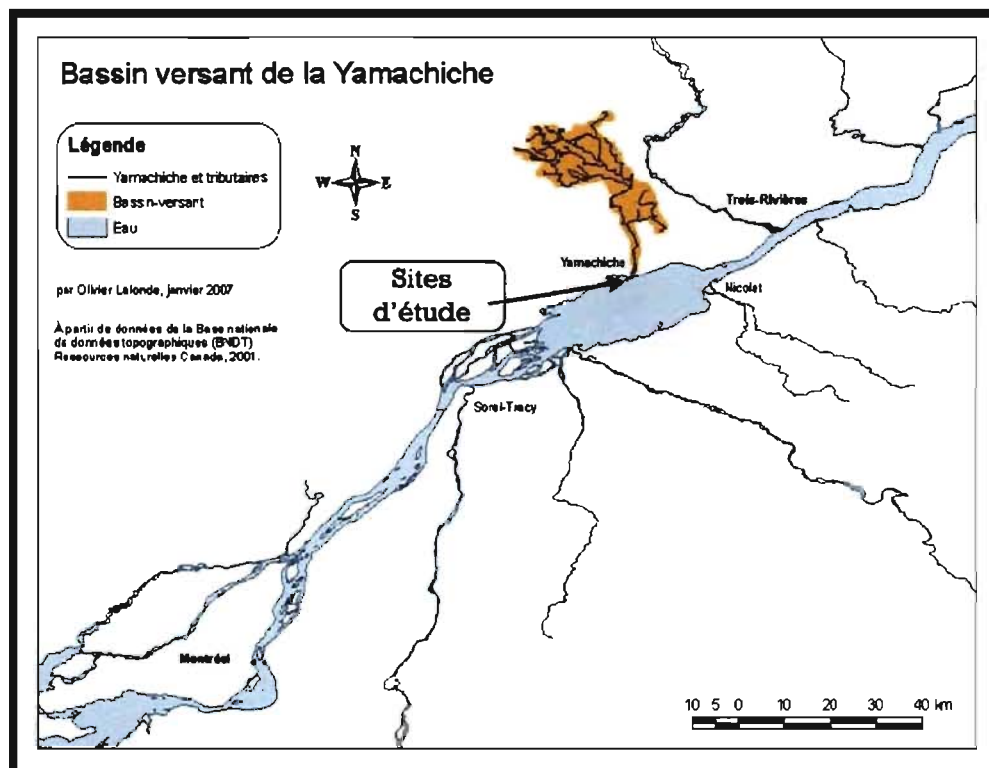 Bassin versant de la Yamachiche
Légende
Yamachiche et tributaires
Bassin-versant
Eau
N
W E
S
par Olivier Lalonde, janvier 2007
À partir de données de la Base nationale
de données topographiques (BNDT)
Ressources naturelles Canada, 2001.
Sites
d'étude
Yamachiche
Trois-Rivières
Nicolet
Sorel-Tracy
Montréal
10 5 0 10 20 30 40 km